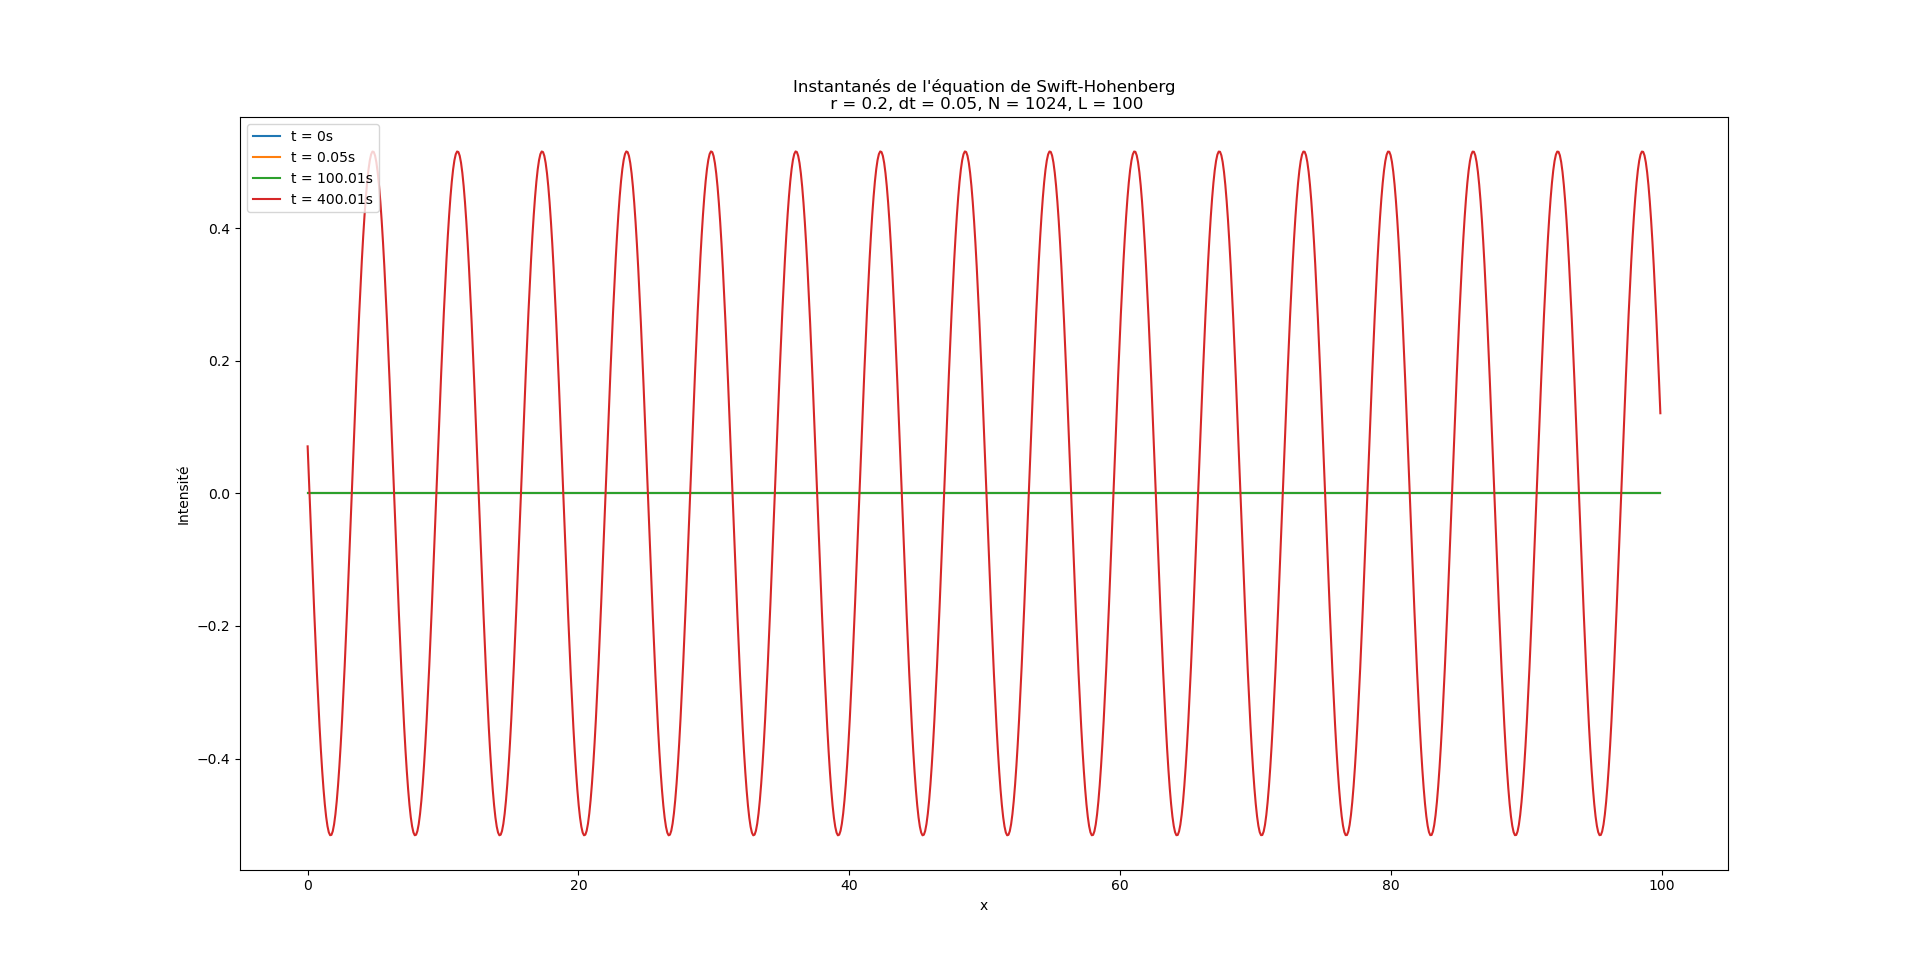 Instantanés de l'équation de Swift-Hohenberg
r = 0.2, dt = 0.05, N = 1024, L = 100
t = 0s
t = 0.05s
t = 100.01s
t = 400.01s
0.4
0.2
0.0
−0.2
−0.4
Intensité
0 20 40 60 80 100
x